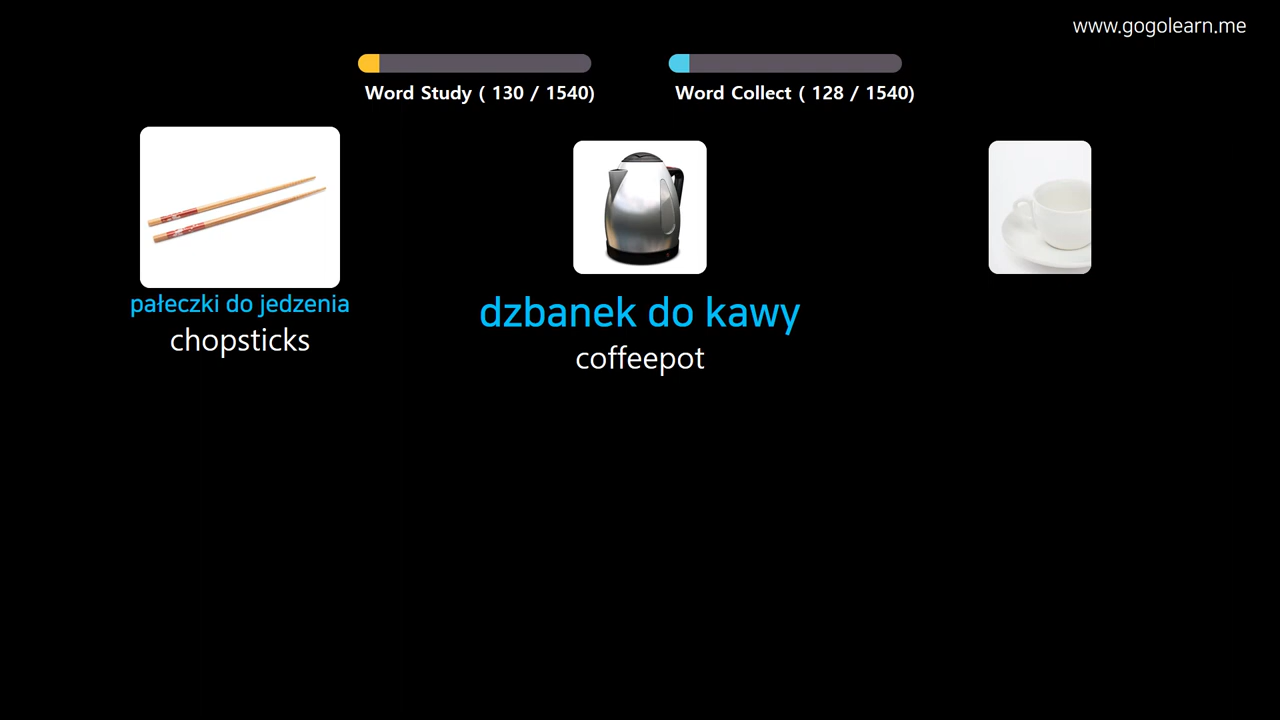 www.gogolearn.me
Word Study ( 130 / 1540)
Word Collect ( 128 / 1540)
pałeczki do jedzenia
chopsticks
dzbanek do kawy
coffeepot